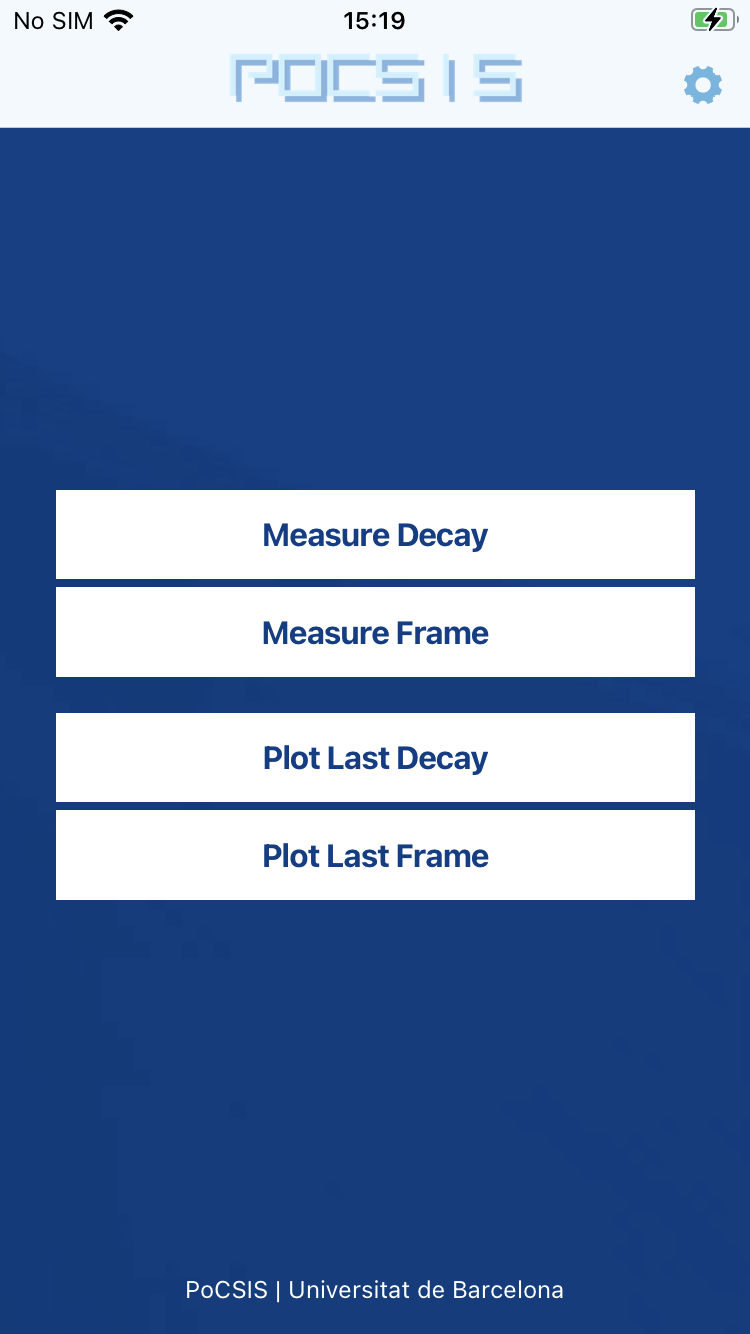 No SIM 15:19
POCSIS
Measure Decay
Measure Frame
Plot Last Decay
Plot Last Frame
PoCSIS | Universitat de Barcelona